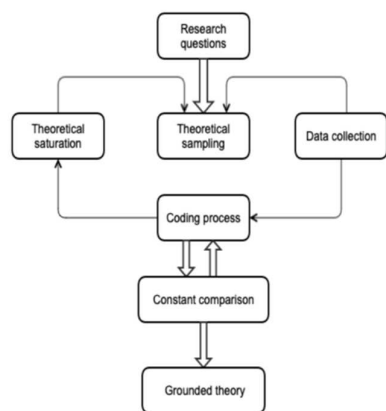 Research
questions
Theoretical
saturation
Theoretical
sampling
Data collection
Coding process
Constant comparison
Grounded theory